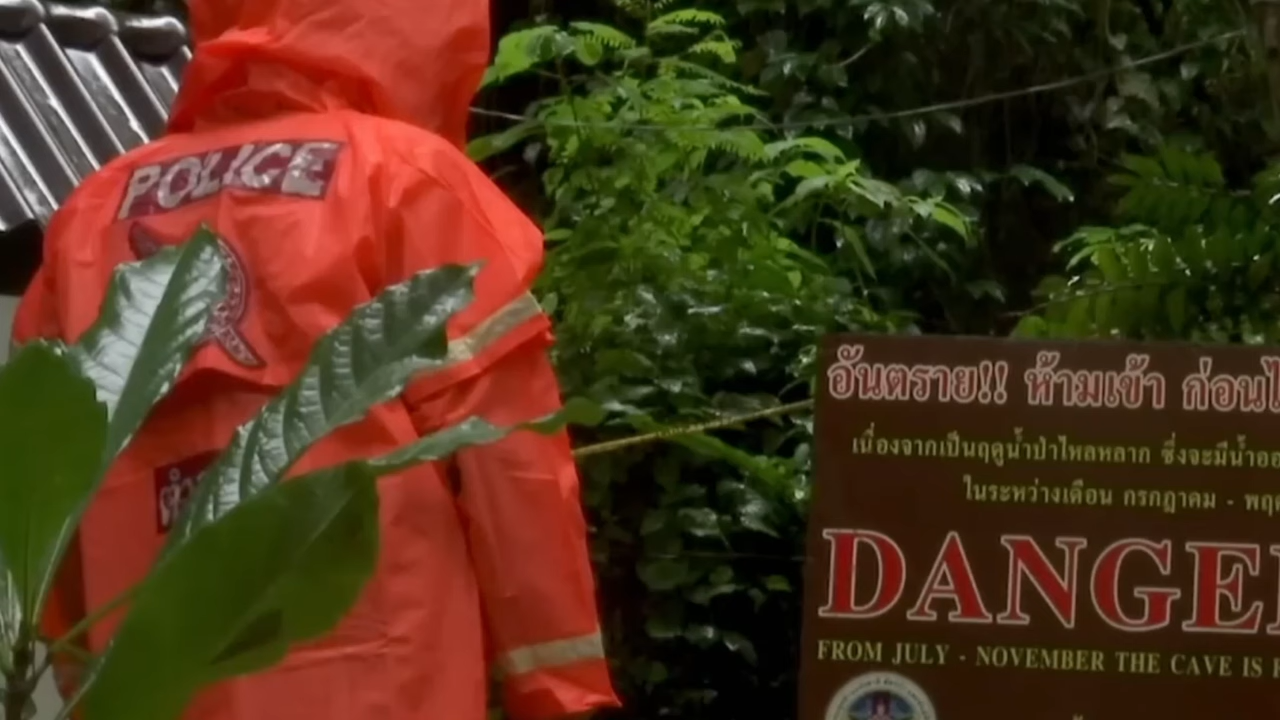 POLICE
อันตราย!! ห้ามเข้า ก่อน
เนื่องจากเป็นฤดูน้ำป่าไหลหลาก ซึ่งจะมีน้ำ
ในระหว่างเดือน กรกฎาคม -
DANGE
FROM JULY - NOVEMBER THE CAVE IS